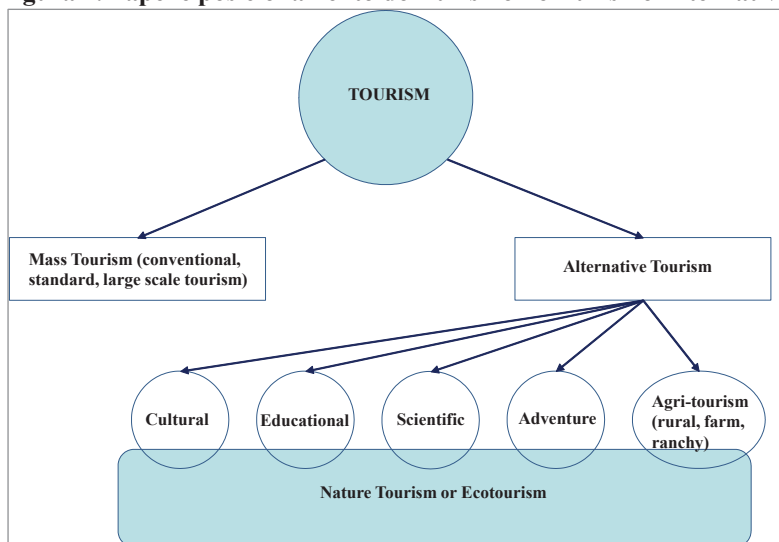 TOURISM
Mass Tourism (conventional,
standard, large scale tourism)
Alternative Tourism
Cultural
Educational
Scientific
Adventure
Agri-tourism
(rural, farm,
ranchy)
Nature Tourism or Ecotourism